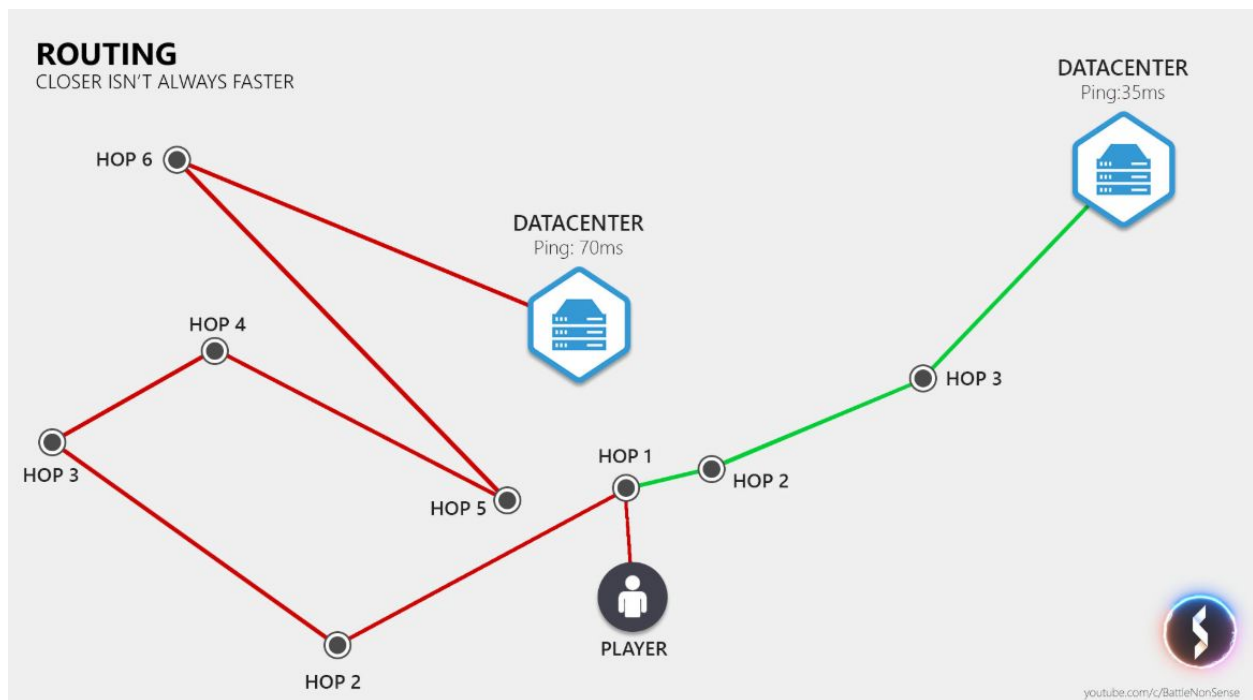 ROUTING
CLOSER ISN'T ALWAYS FASTER
DATACENTER
Ping:35ms
HOP 6
DATACENTER
Ping: 70ms
HOP 4
HOP 3
HOP 3
HOP 1
HOP 2
HOP 5
PLAYER
HOP 2
youtube.com/c/BattleNonSense